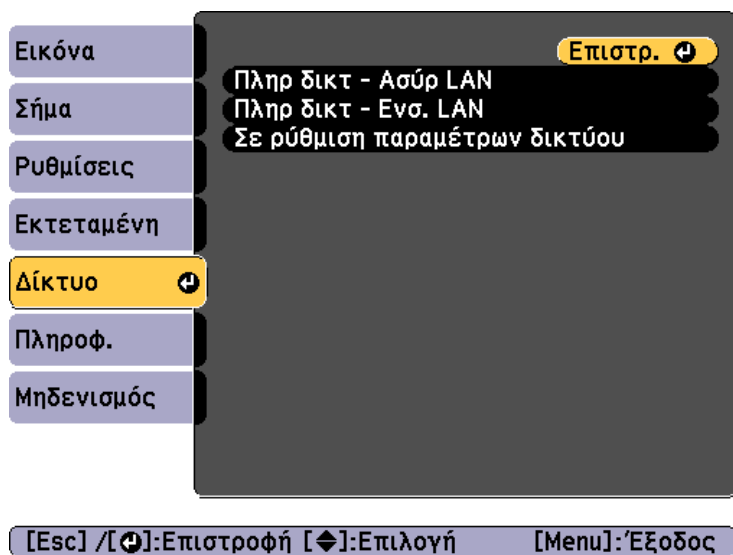 Εικόνα
Σήμα
Ρυθμίσεις
Εκτεταμένη
Δίκτυο
Πληροφ.
Μηδενισμός
Επιστρ.
Πληρ δικτ - Ασύρ LAN
Πληρ δικτ - Ενσ. LAN
Σε ρύθμιση παραμέτρων δικτύου
[Esc] /[⏎]:Επιστροφή [◆]:Επιλογή [Menu]:Έξοδος